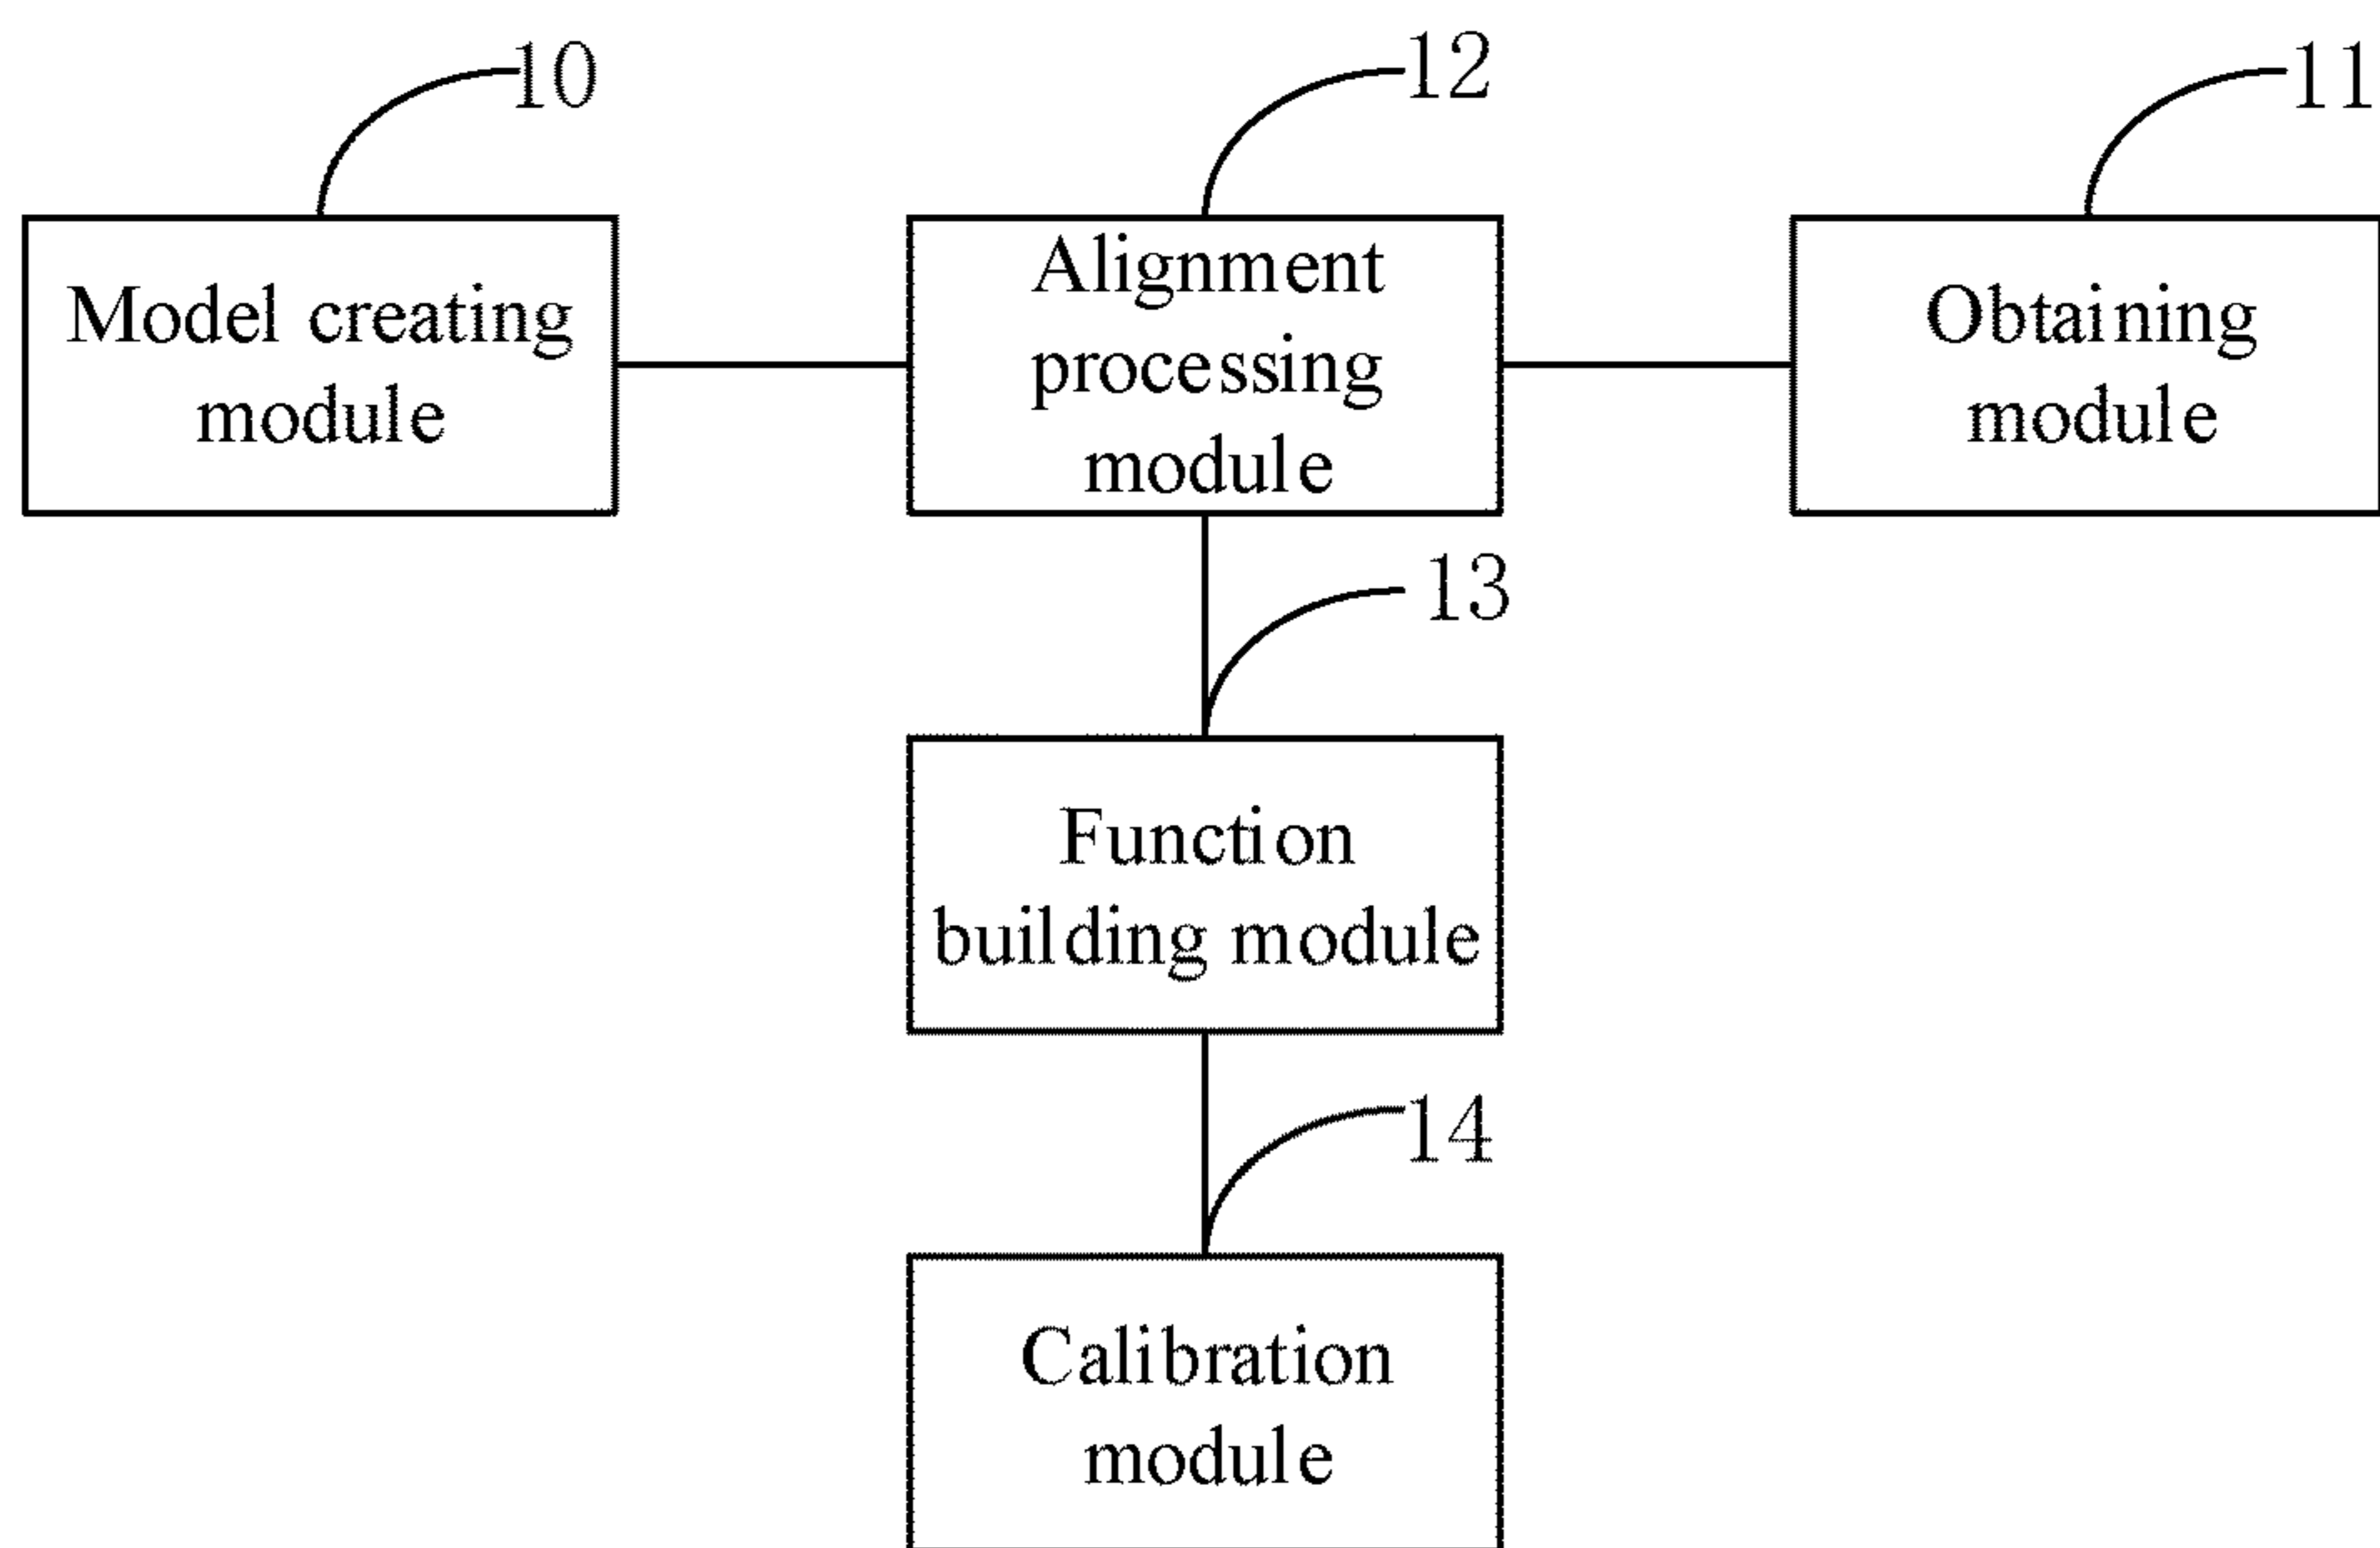 10
12
11
Model creating
module
Alignment
processing
module
Obtaining
module
13
Function
building module
14
Calibration
module